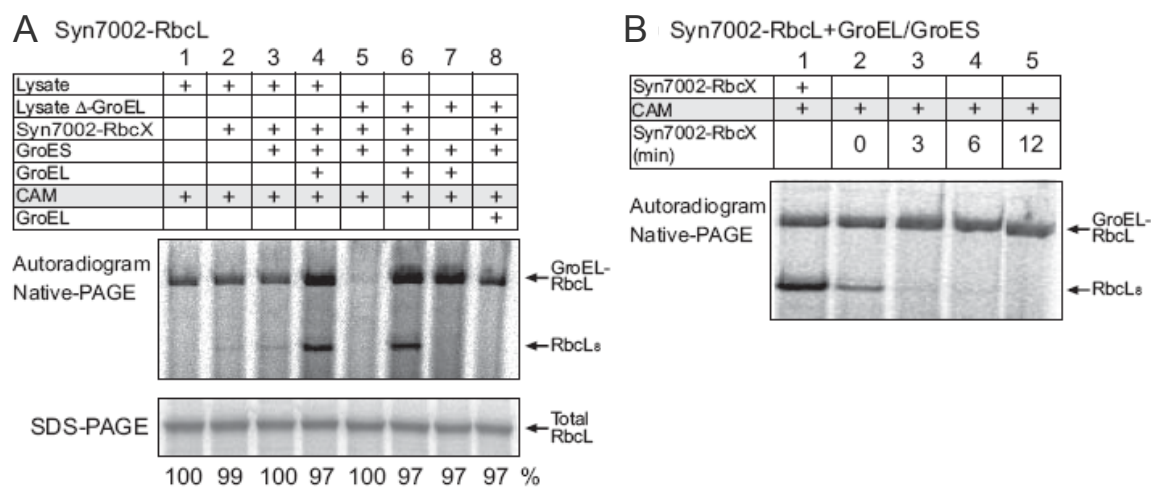 A Syn7002-RbcL
1 2 3 4 5 6 7 8
Lysate + + + +
Lysate Δ-GroEL + + + +
Syn7002-RbcX + + + + + +
GroES + + + + + +
GroEL + + +
CAM + + + + + + + +
GroEL +
Autoradiogram
Native-PAGE
GroEL-
RbcL
RbcL₈
SDS-PAGE
Total
RbcL
100 99 100 97 100 97 97 97 %
B Syn7002-RbcL+GroEL/GroES
1 2 3 4 5
Syn7002-RbcX +
CAM + + + + +
Syn7002-RbcX
(min) 0 3 6 12
Autoradiogram
Native-PAGE
GroEL-
RbcL
RbcL₈